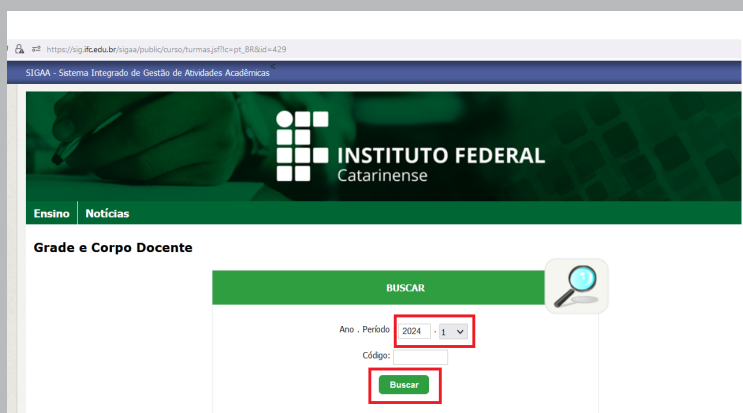 https://sig.ifc.edu.br/sigaa/public/curso/turmas.jsf?lc=pt_BR&id=429
SIGAA - Sistema Integrado de Gestão de Atividades Acadêmicas
INSTITUTO FEDERAL
Catarinense
Ensino Notícias
Grade e Corpo Docente
BUSCAR
Ano . Período 2024 . 1
Código:
Buscar